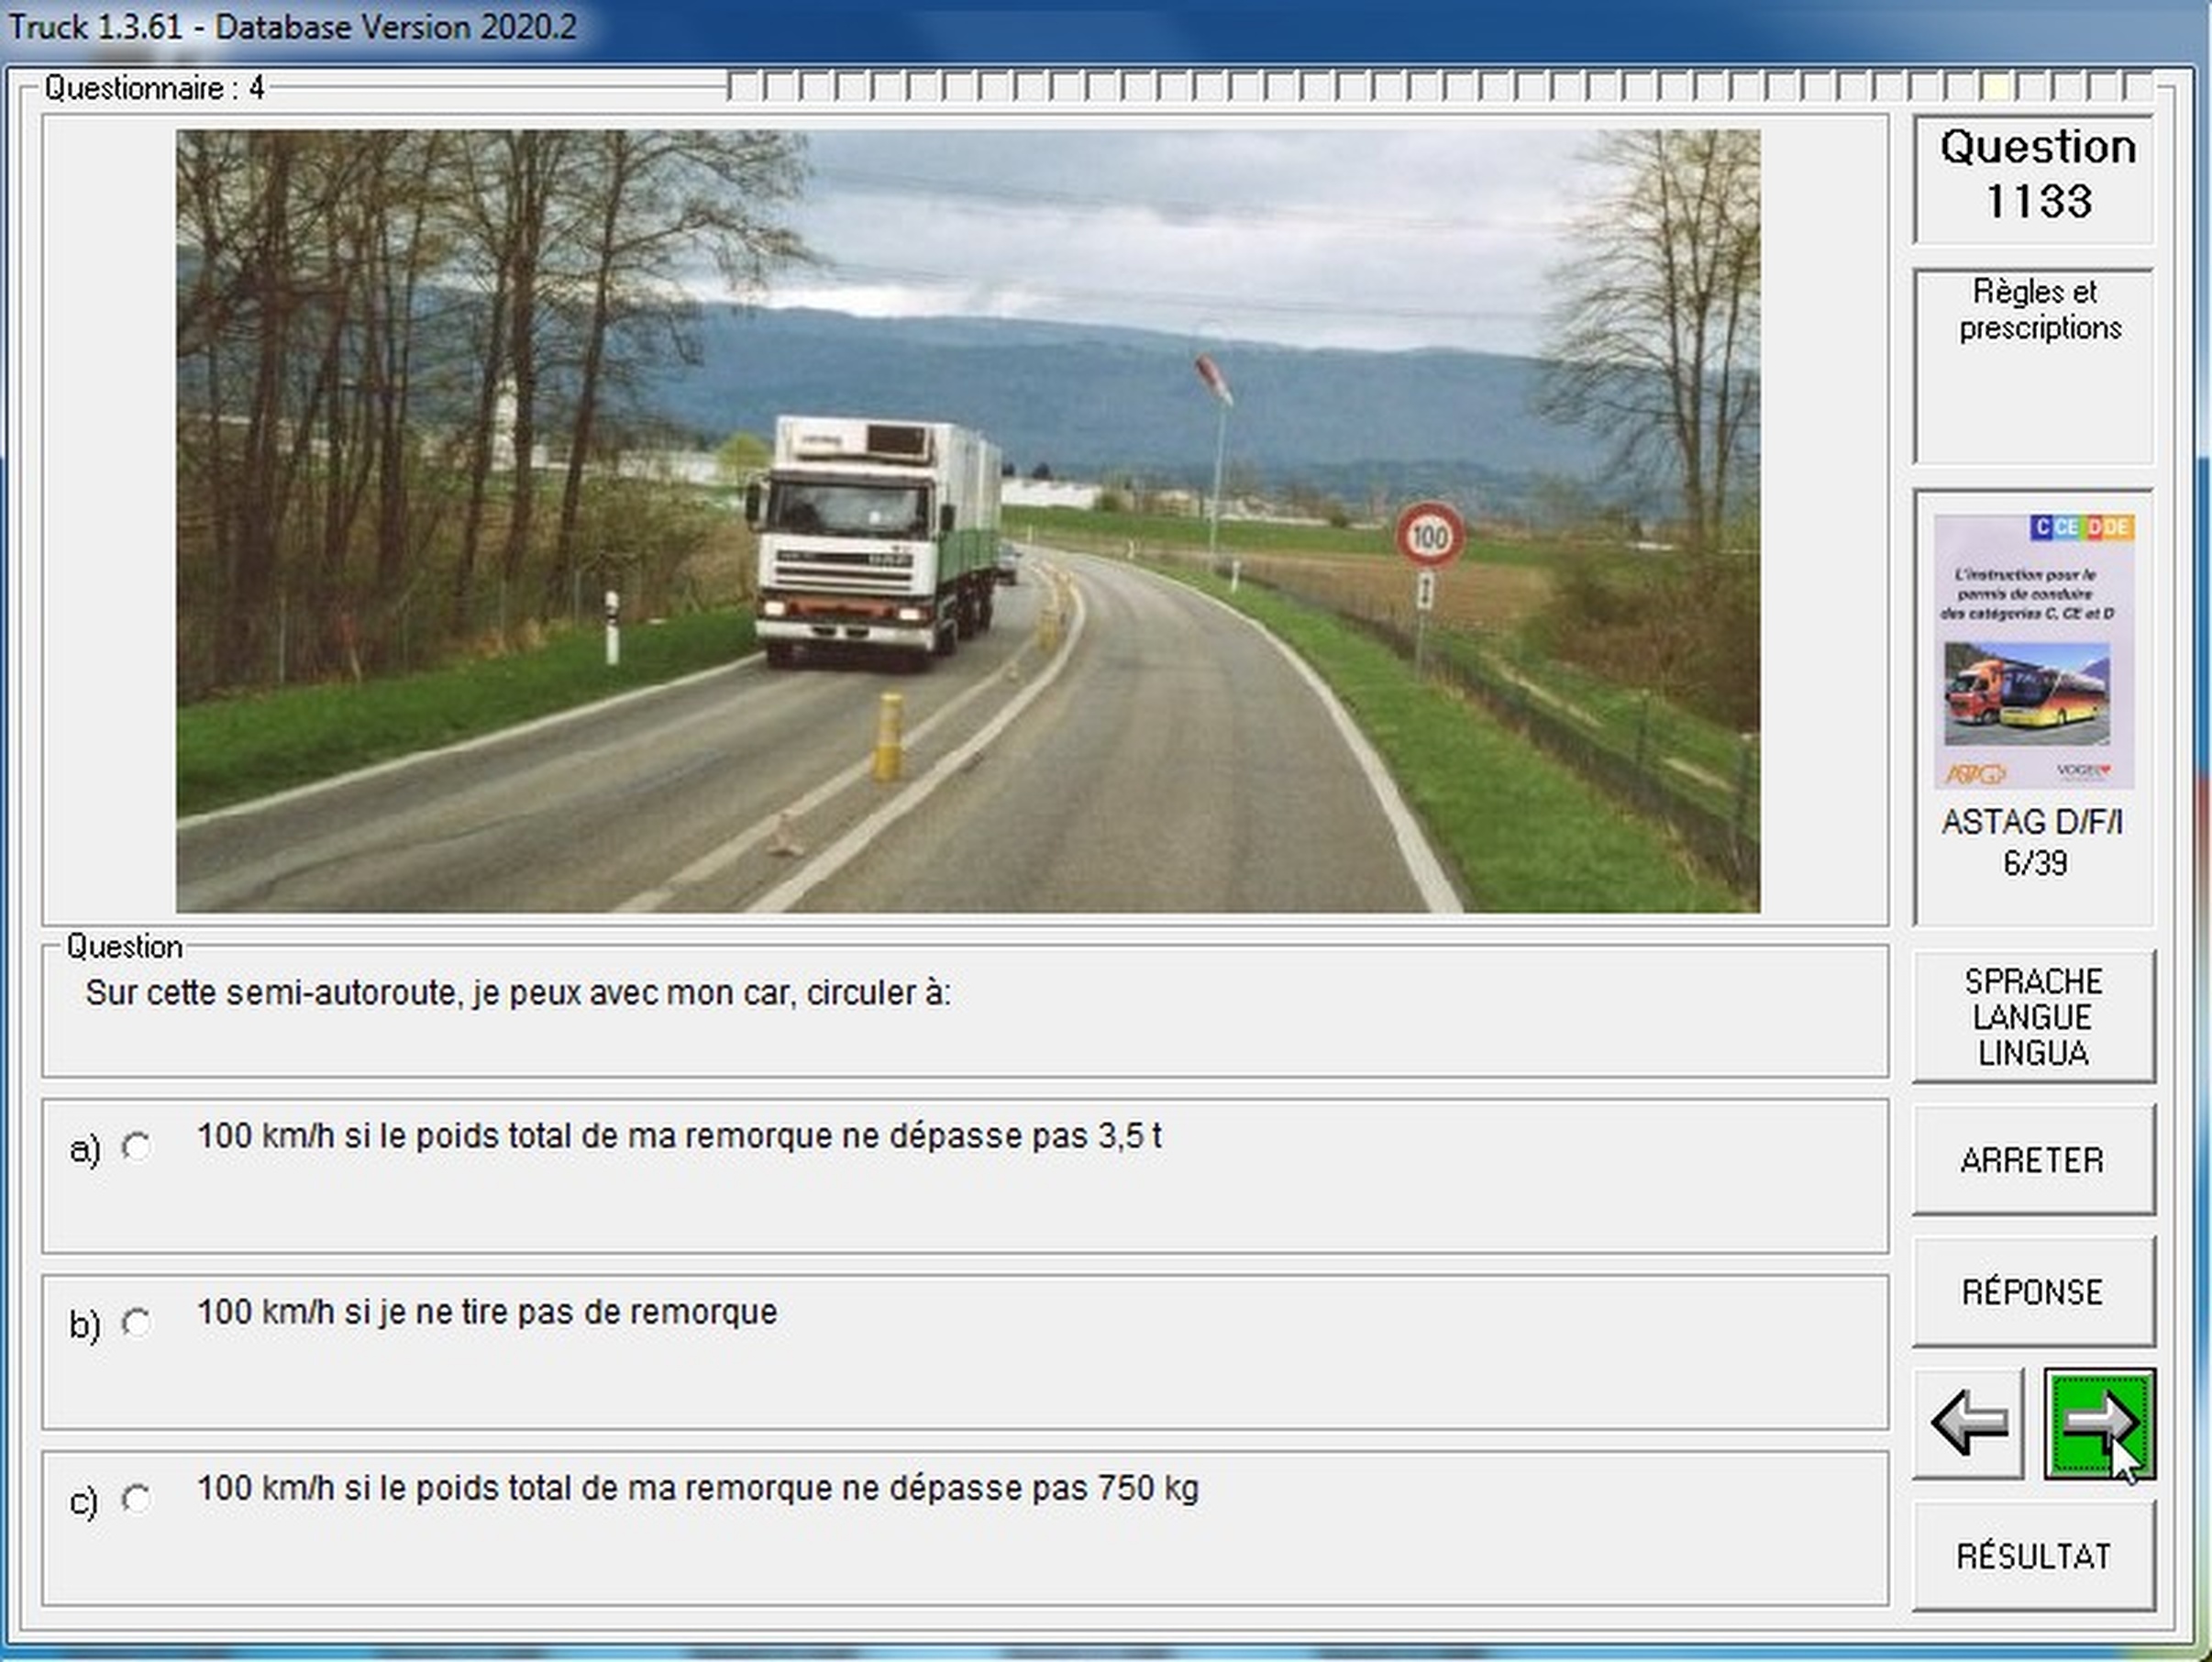 Truck 1.3.61 - Database Version 2020.2
Questionnaire : 4
Question
1133
Règles et
prescriptions
100
C CE D DE
L'instruction pour le
permis de conduire
des catégories C, CE et D
ASTAG
VOGEL
ASTAG D/F/I
6/39
Question
Sur cette semi-autoroute, je peux avec mon car, circuler à:
a) 100 km/h si le poids total de ma remorque ne dépasse pas 3,5 t
b) 100 km/h si je ne tire pas de remorque
c) 100 km/h si le poids total de ma remorque ne dépasse pas 750 kg
SPRACHE
LANGUE
LINGUA
ARRETER
RÉPONSE
RÉSULTAT